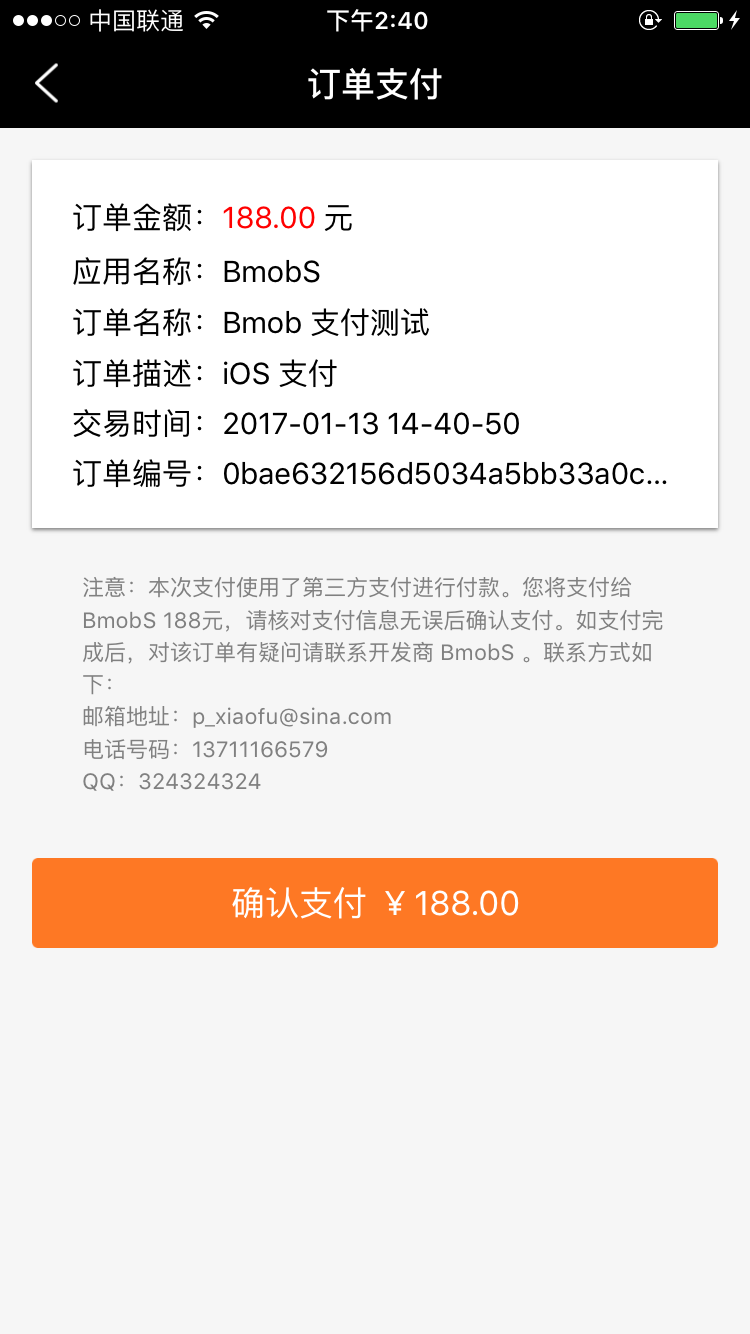 中国联通 下午2:40
订单支付
订单金额：188.00 元
应用名称：BmobS
订单名称：Bmob 支付测试
订单描述：iOS 支付
交易时间：2017-01-13 14-40-50
订单编号：0bae632156d5034a5bb33a0c...
注意：本次支付使用了第三方支付进行付款。您将支付给
BmobS 188元，请核对支付信息无误后确认支付。如支付完
成后，对该订单有疑问请联系开发商 BmobS 。联系方式如
下：
邮箱地址：p_xiaofu@sina.com
电话号码：13711166579
QQ：324324324
确认支付 ￥188.00